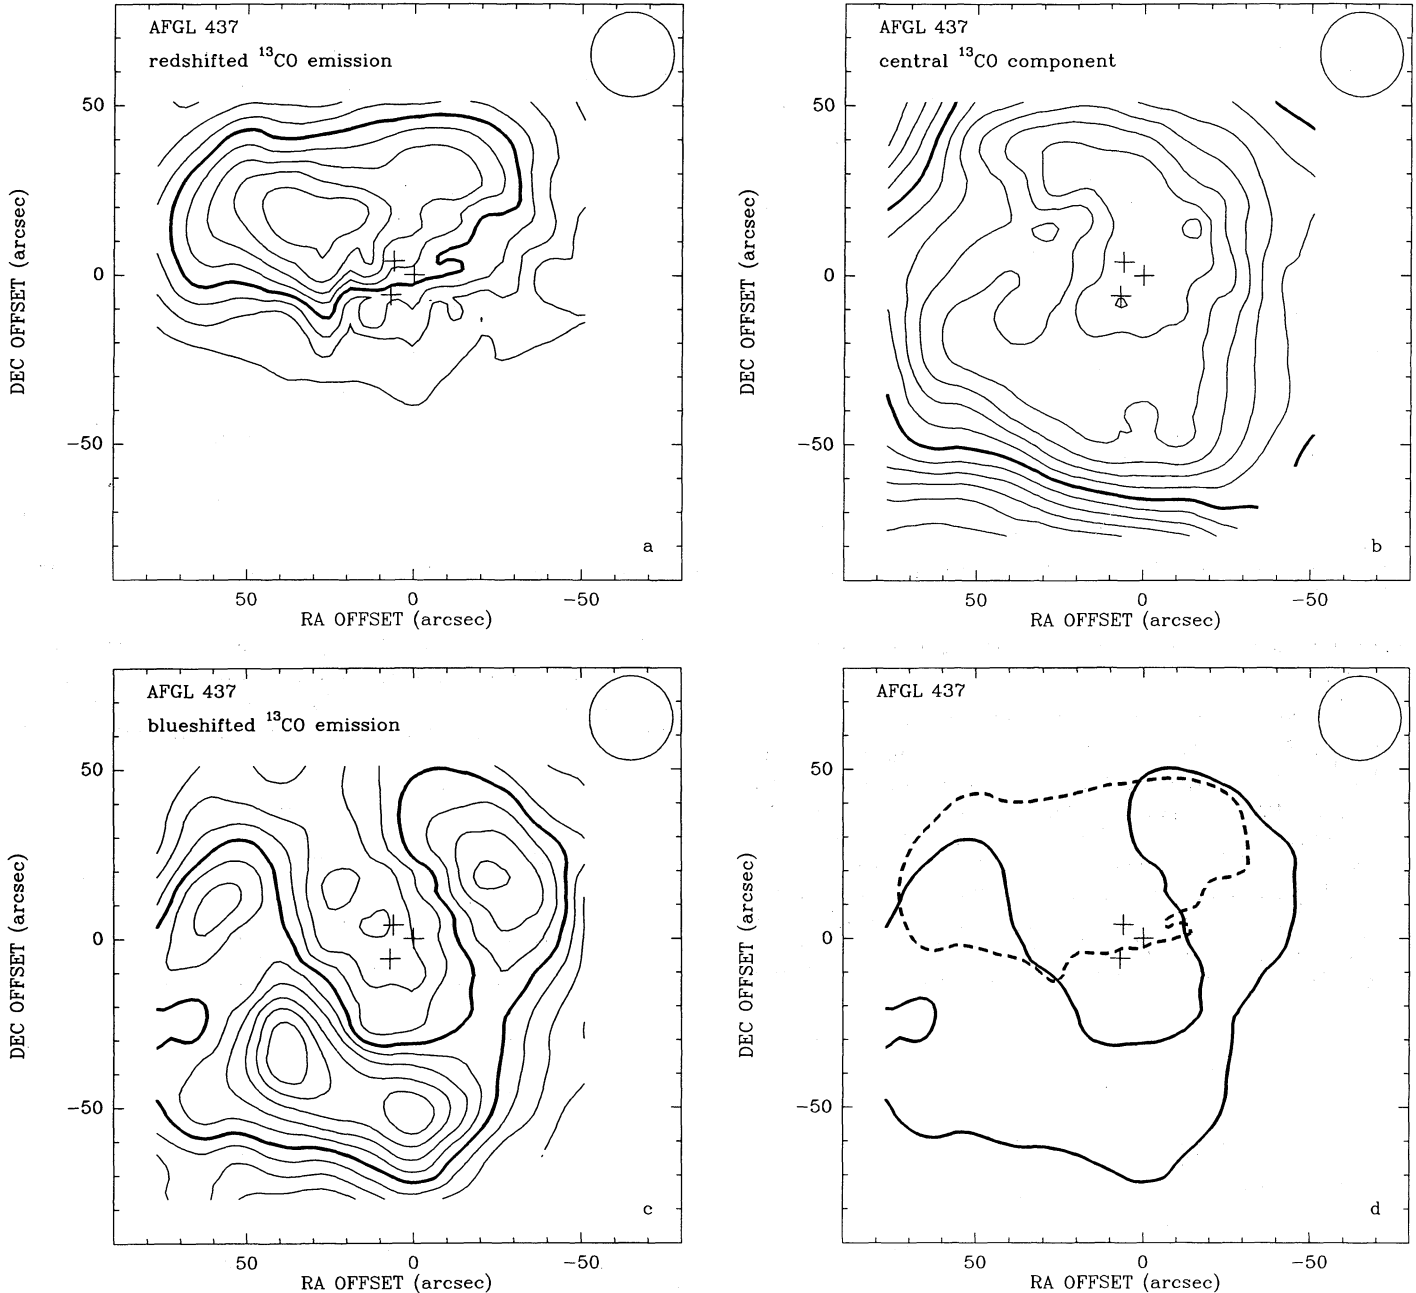 AFGL 437
redshifted ¹³CO emission
50
0
−50
DEC OFFSET (arcsec)
a
50
0
−50
RA OFFSET (arcsec)
AFGL 437
central ¹³CO component
50
0
−50
DEC OFFSET (arcsec)
b
50
0
−50
RA OFFSET (arcsec)
AFGL 437
blueshifted ¹³CO emission
50
0
−50
DEC OFFSET (arcsec)
c
50
0
−50
RA OFFSET (arcsec)
AFGL 437
50
0
−50
DEC OFFSET (arcsec)
d
50
0
−50
RA OFFSET (arcsec)